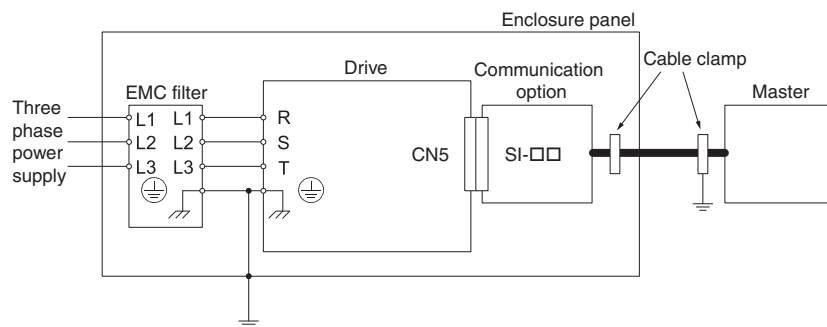 Enclosure panel
Cable clamp
Drive
Communication
option
Master
EMC filter
Three
phase
power
supply
L1 L1
L2 L2
L3 L3
R
S
T
CN5
SI-□□